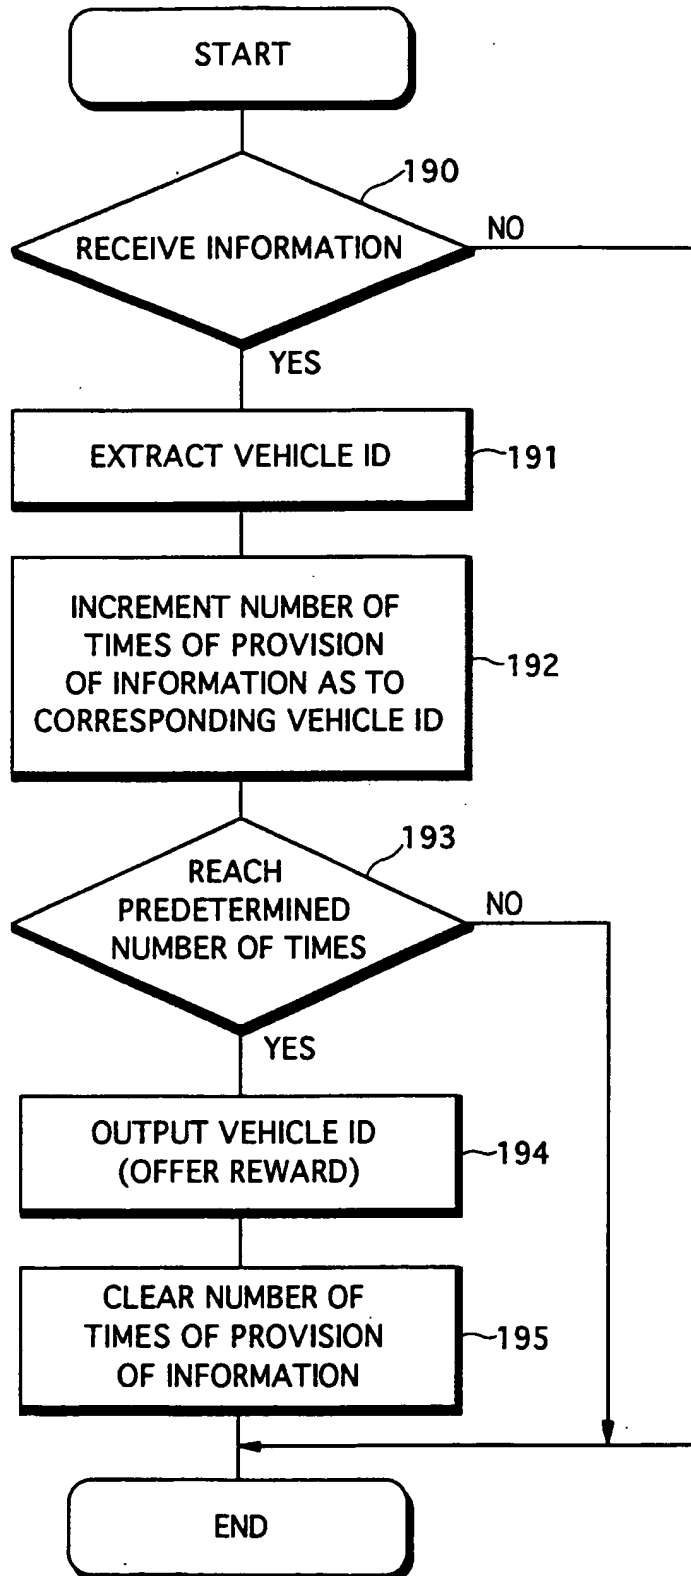 START
190
RECEIVE INFORMATION
NO
YES
EXTRACT VEHICLE ID
191
INCREMENT NUMBER OF
TIMES OF PROVISION
OF INFORMATION AS TO
CORRESPONDING VEHICLE ID
192
193
REACH
PREDETERMINED
NUMBER OF TIMES
NO
YES
OUTPUT VEHICLE ID
(OFFER REWARD)
194
CLEAR NUMBER OF
TIMES OF PROVISION
OF INFORMATION
195
END